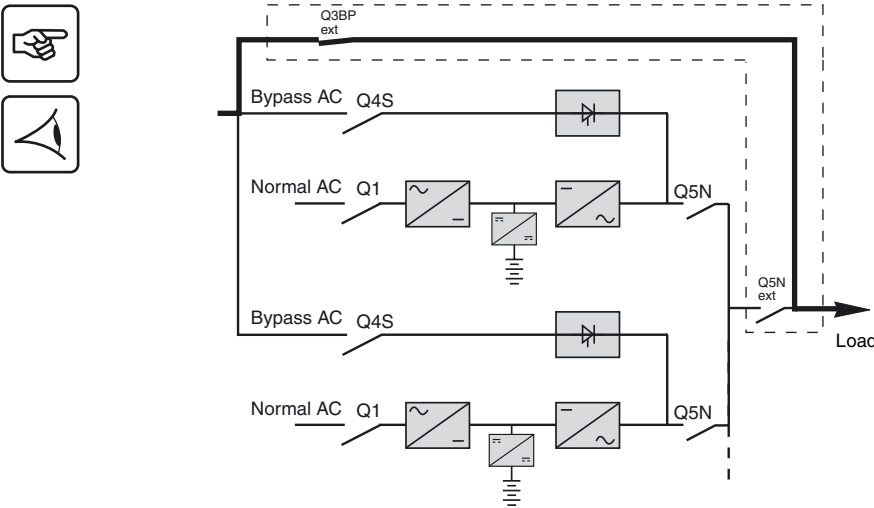 Q3BP
ext
Bypass AC Q4S
Normal AC Q1
Q5N
Q5N
ext
Bypass AC Q4S
Load
Normal AC Q1
Q5N